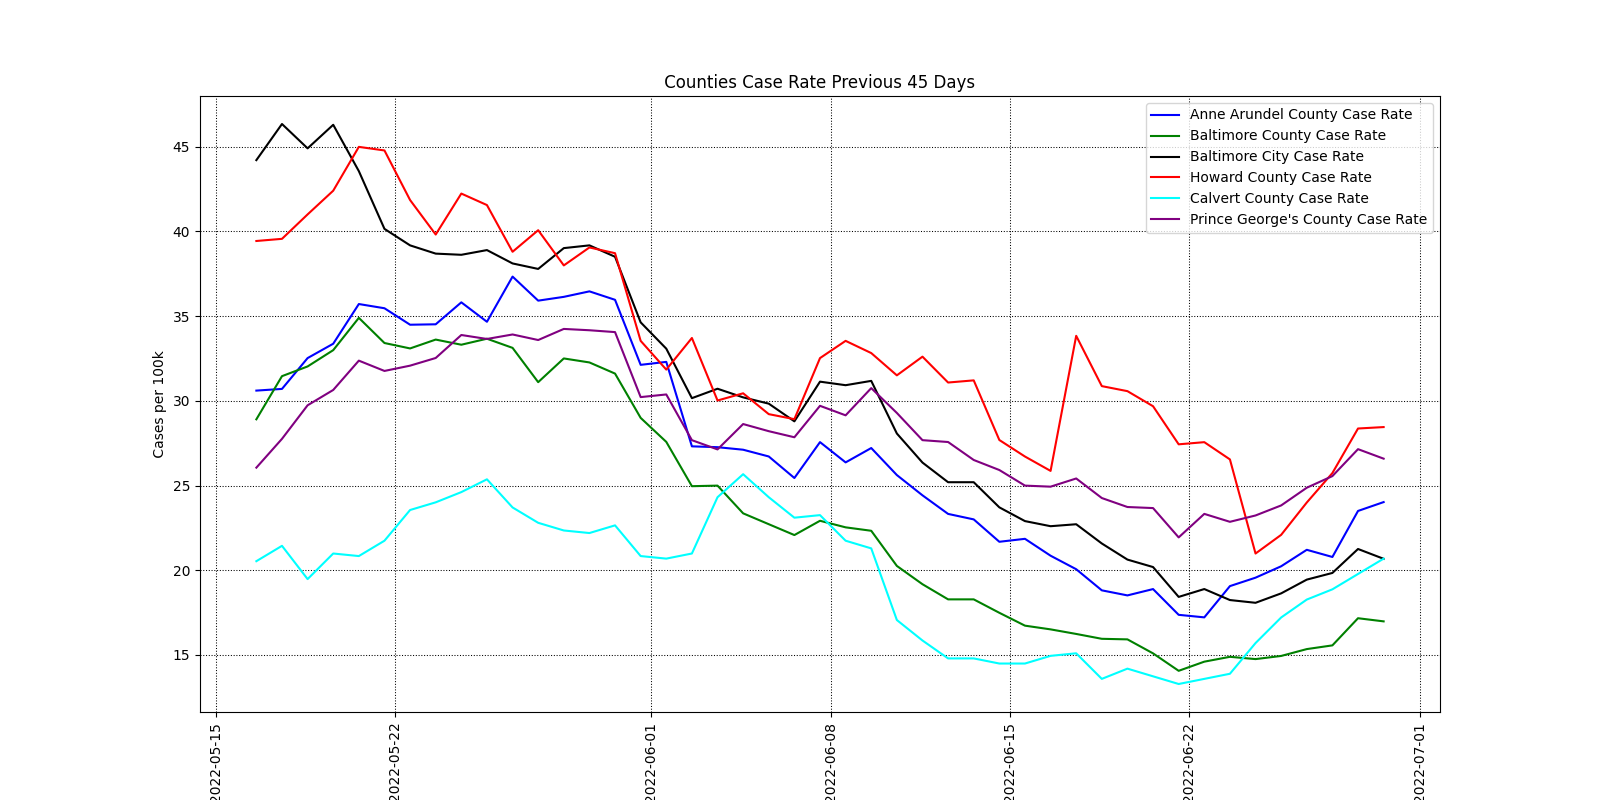 Counties Case Rate Previous 45 Days
Anne Arundel County Case Rate
Baltimore County Case Rate
Baltimore City Case Rate
Howard County Case Rate
Calvert County Case Rate
Prince George's County Case Rate
Cases per 100k
45
40
35
30
25
20
15
2022-05-15
2022-05-22
2022-06-01
2022-06-08
2022-06-15
2022-06-22
2022-07-01